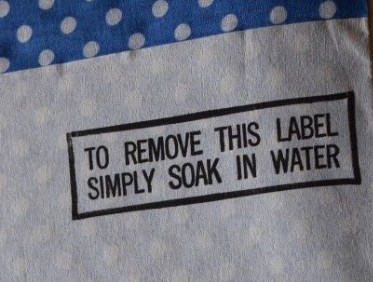 TO REMOVE THIS LABEL
SIMPLY SOAK IN WATER